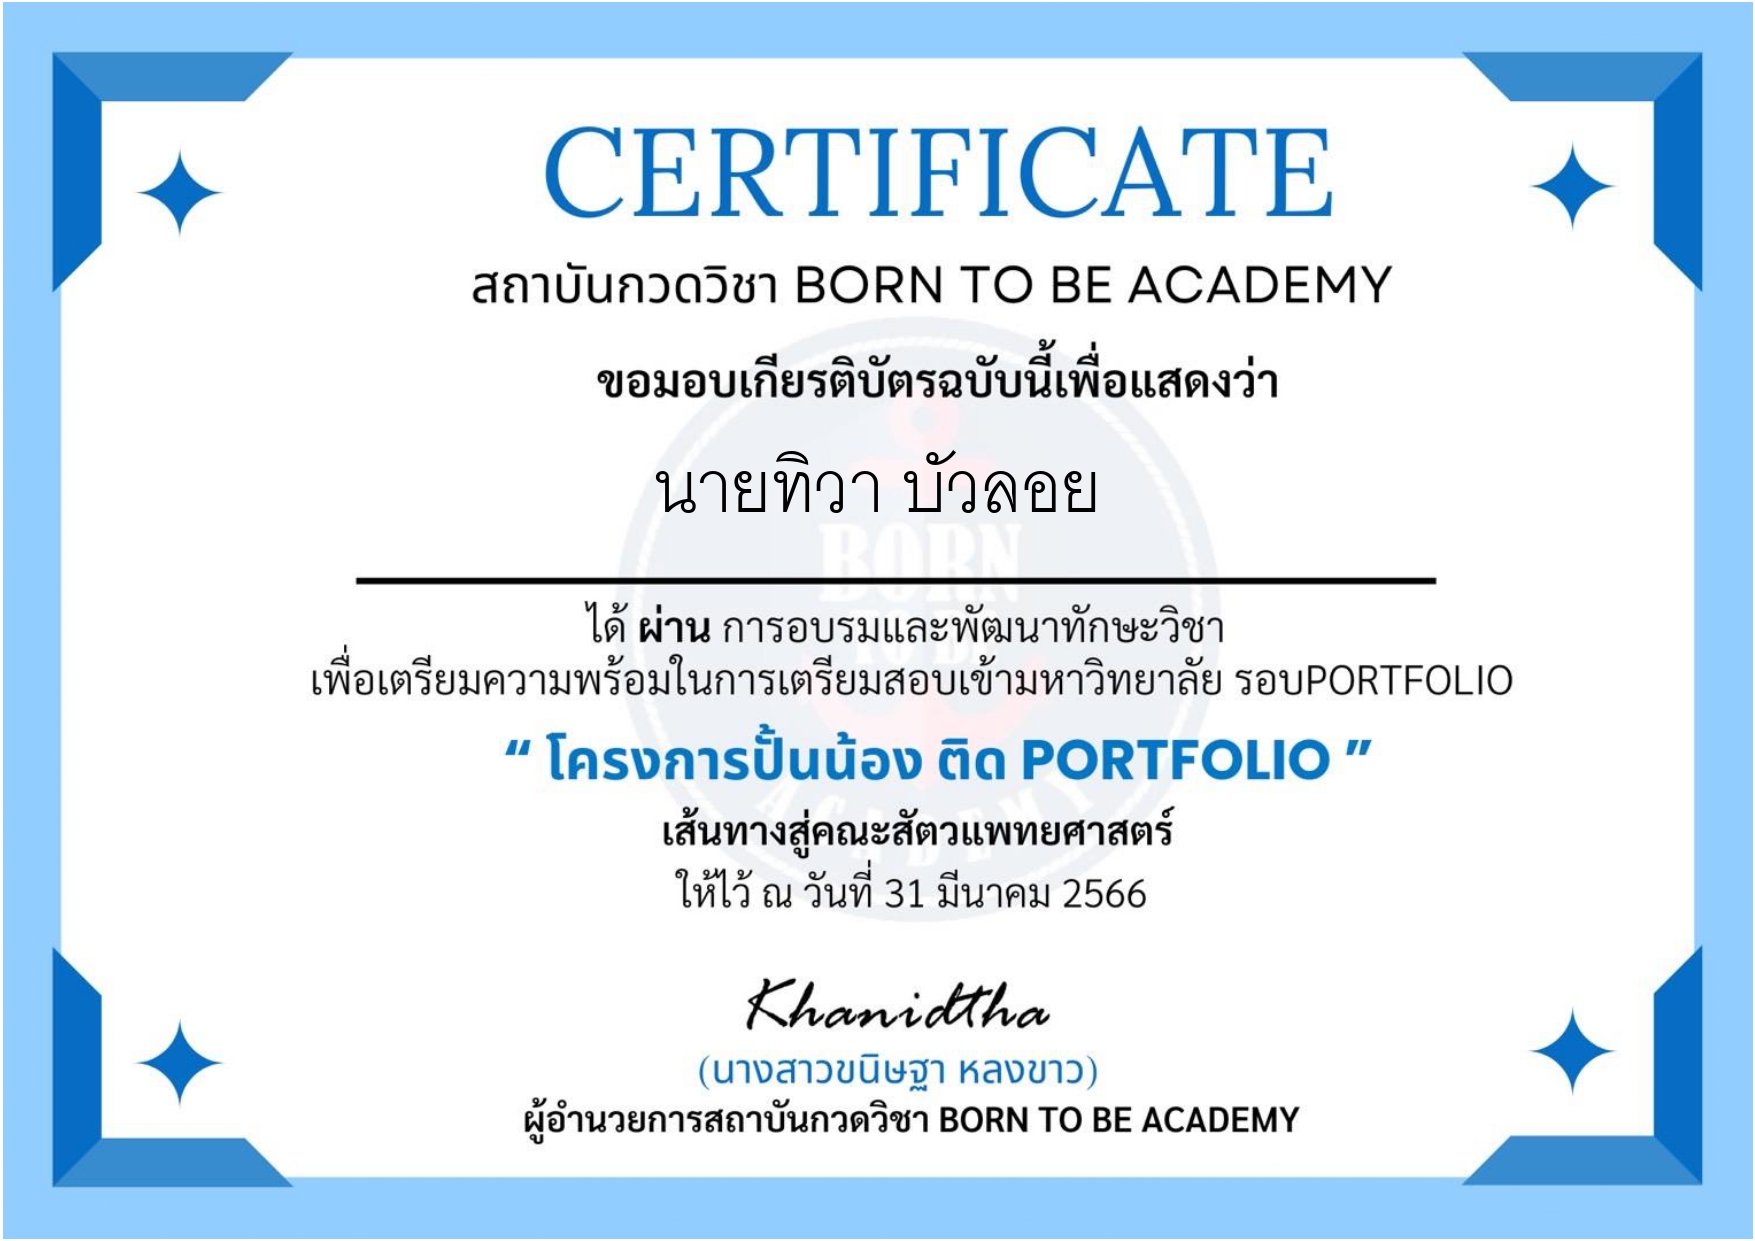 CERTIFICATE
สถาบันกวดวิชา BORN TO BE ACADEMY
ขอมอบเกียรติบัตรฉบับนี้เพื่อแสดงว่า
นายทิวา บัวลอย
BORN
TO BE
ACADEMY
ได้ ผ่าน การอบรมและพัฒนาทักษะวิชา
เพื่อเตรียมความพร้อมในการเตรียมสอบเข้ามหาวิทยาลัย รอบPORTFOLIO
“ โครงการปั้นน้อง ติด PORTFOLIO ”
เส้นทางสู่คณะสัตวแพทยศาสตร์
ให้ไว้ ณ วันที่ 31 มีนาคม 2566
Khanidtha
(นางสาวขนิษฐา หลงขาว)
ผู้อำนวยการสถาบันกวดวิชา BORN TO BE ACADEMY